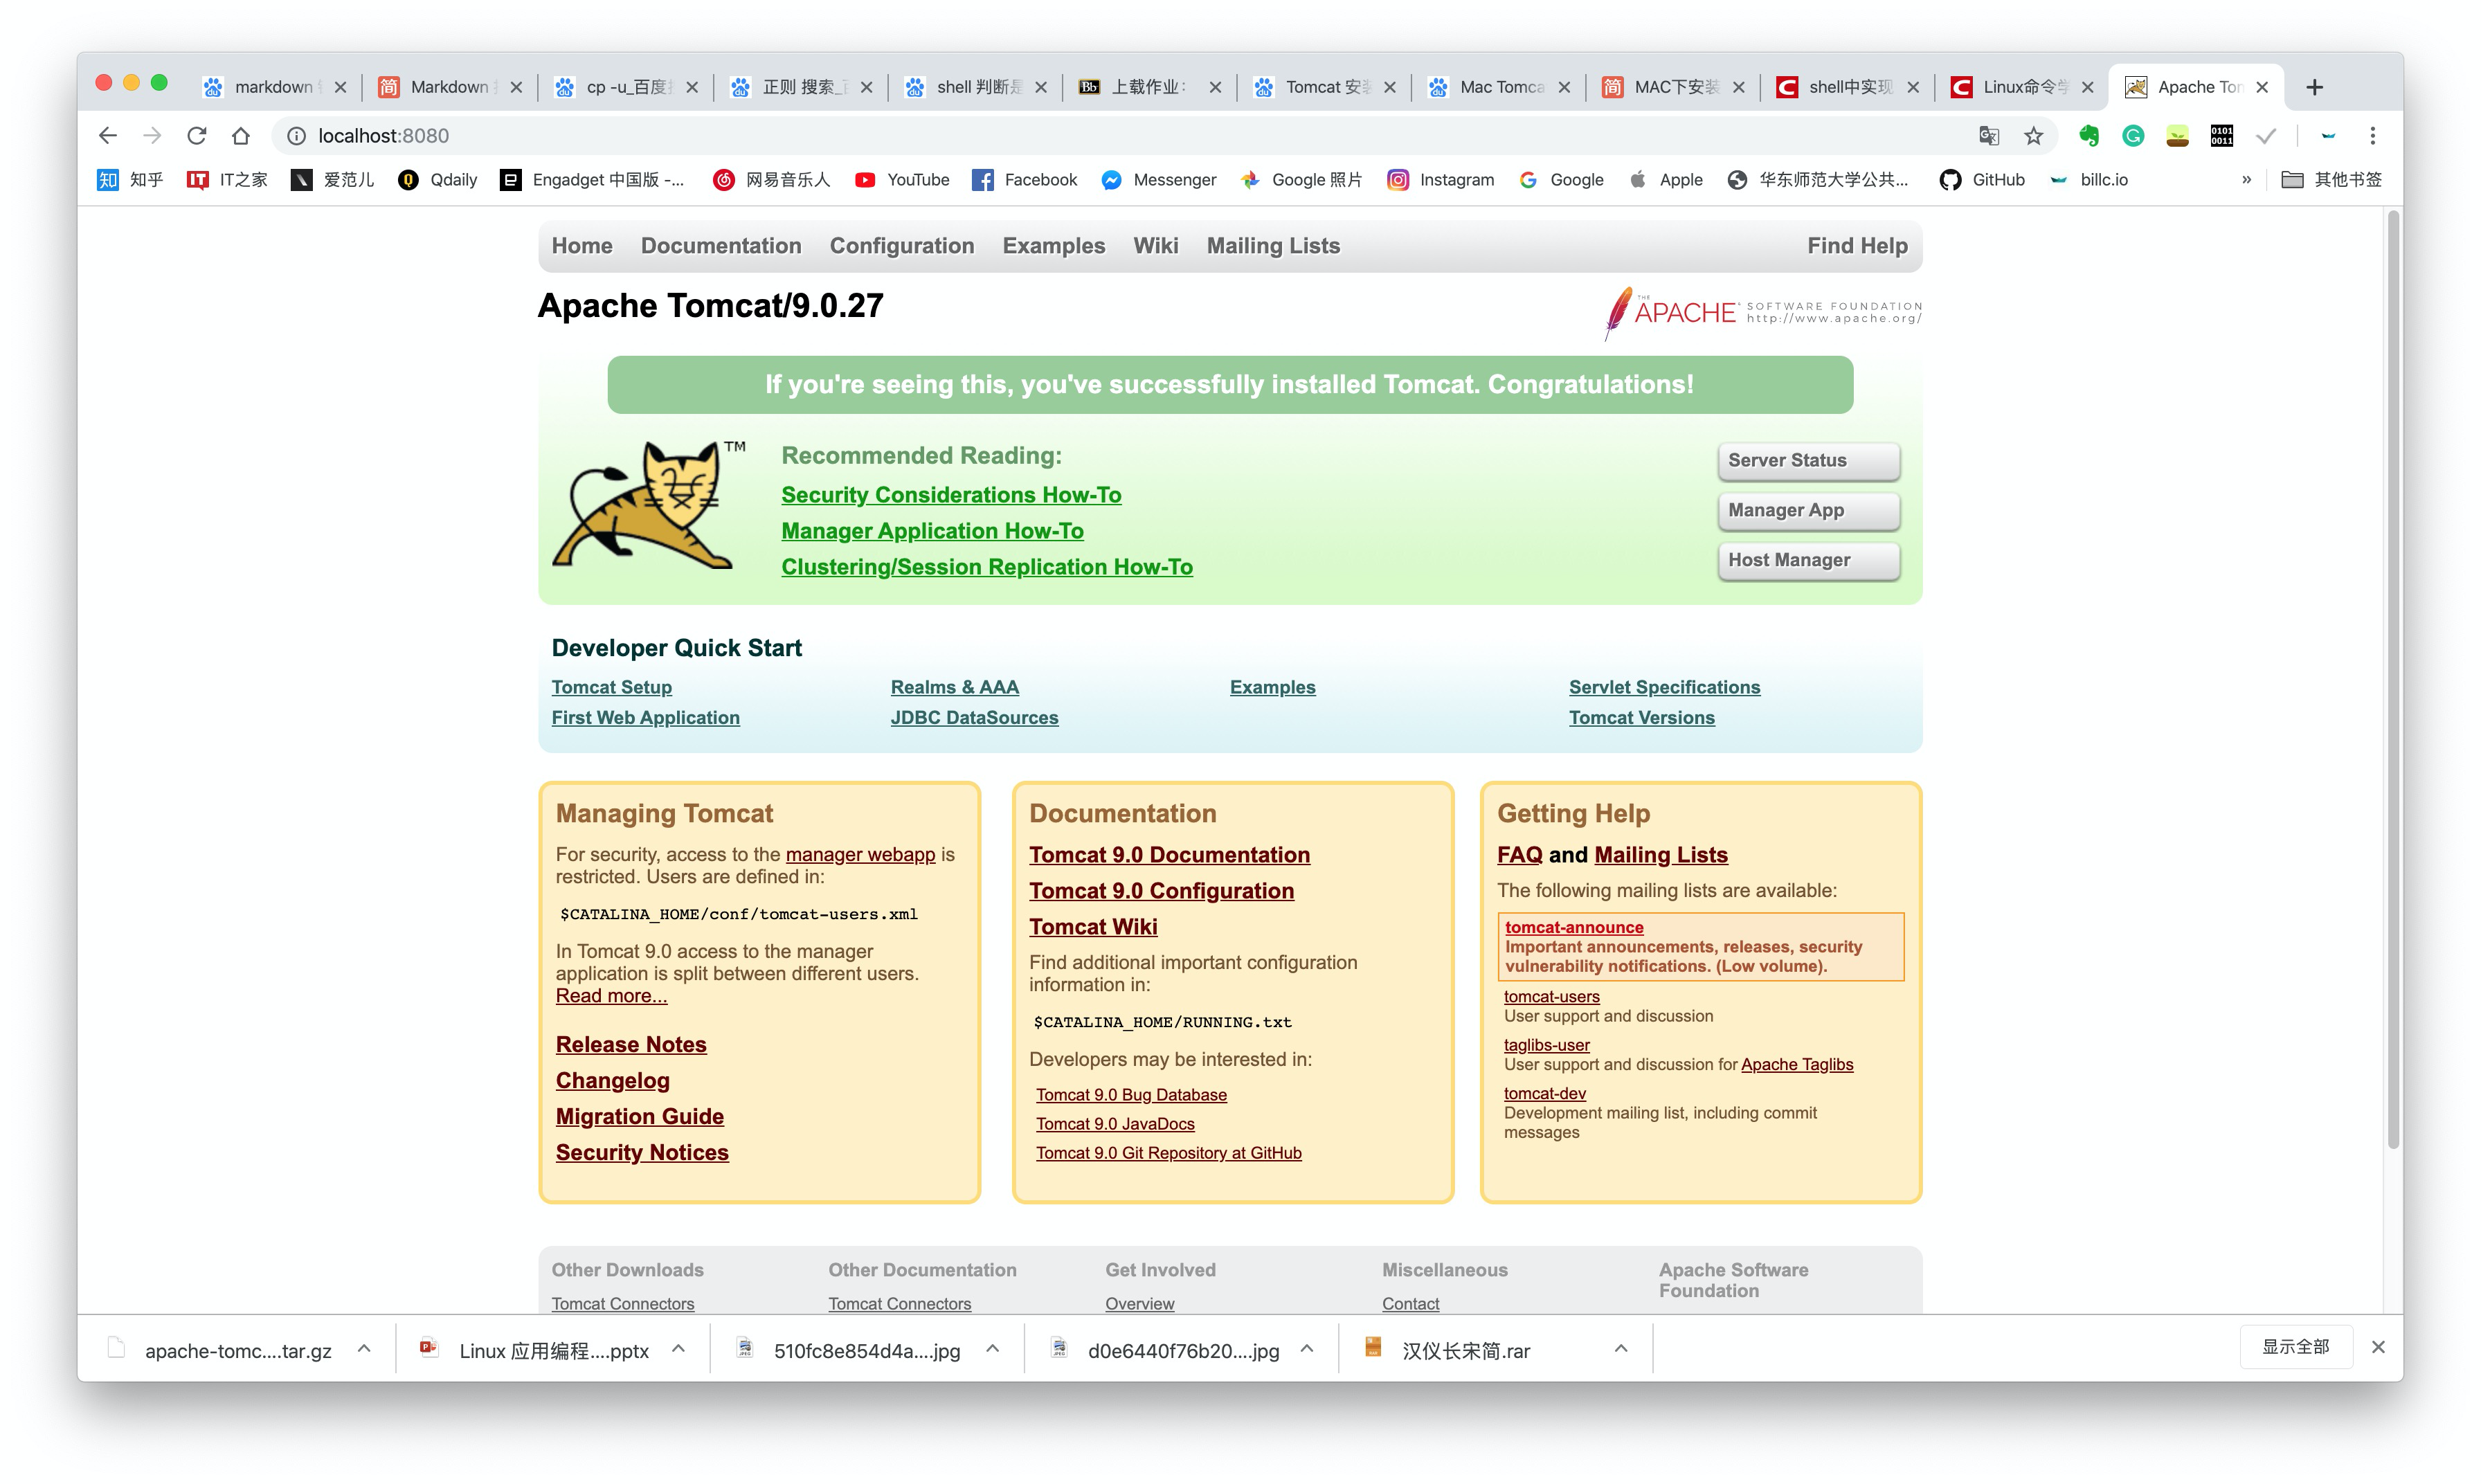 markdown
Markdown
cp -u_百度
正则 搜索_
shell 判断是
上载作业：
Tomcat 安
Mac Tomca
MAC下安装
shell中实现
Linux命令学
Apache Tom
localhost:8080
知乎
IT之家
爱范儿
Qdaily
Engadget 中国版 -...
网易音乐人
YouTube
Facebook
Messenger
Google 照片
Instagram
Google
Apple
华东师范大学公共...
GitHub
billc.io
»
其他书签
Home Documentation Configuration Examples Wiki Mailing Lists Find Help
Apache Tomcat/9.0.27
THE APACHE SOFTWARE FOUNDATION
http://www.apache.org/
If you're seeing this, you've successfully installed Tomcat. Congratulations!
TM
Recommended Reading:
Security Considerations How-To
Manager Application How-To
Clustering/Session Replication How-To
Server Status
Manager App
Host Manager
Developer Quick Start
Tomcat Setup
First Web Application
Realms & AAA
JDBC DataSources
Examples
Servlet Specifications
Tomcat Versions
Managing Tomcat
For security, access to the manager webapp is
restricted. Users are defined in:
$CATALINA_HOME/conf/tomcat-users.xml
In Tomcat 9.0 access to the manager
application is split between different users.
Read more...
Release Notes
Changelog
Migration Guide
Security Notices
Documentation
Tomcat 9.0 Documentation
Tomcat 9.0 Configuration
Tomcat Wiki
Find additional important configuration
information in:
$CATALINA_HOME/RUNNING.txt
Developers may be interested in:
Tomcat 9.0 Bug Database
Tomcat 9.0 JavaDocs
Tomcat 9.0 Git Repository at GitHub
Getting Help
FAQ and Mailing Lists
The following mailing lists are available:
tomcat-announce
Important announcements, releases, security
vulnerability notifications. (Low volume).
tomcat-users
User support and discussion
taglibs-user
User support and discussion for Apache Taglibs
tomcat-dev
Development mailing list, including commit
messages
Other Downloads
Tomcat Connectors
Other Documentation
Tomcat Connectors
Get Involved
Overview
Miscellaneous
Contact
Apache Software
Foundation
apache-tomc....tar.gz
Linux 应用编程....pptx
510fc8e854d4a....jpg
d0e6440f76b20....jpg
汉仪长宋简.rar
显示全部